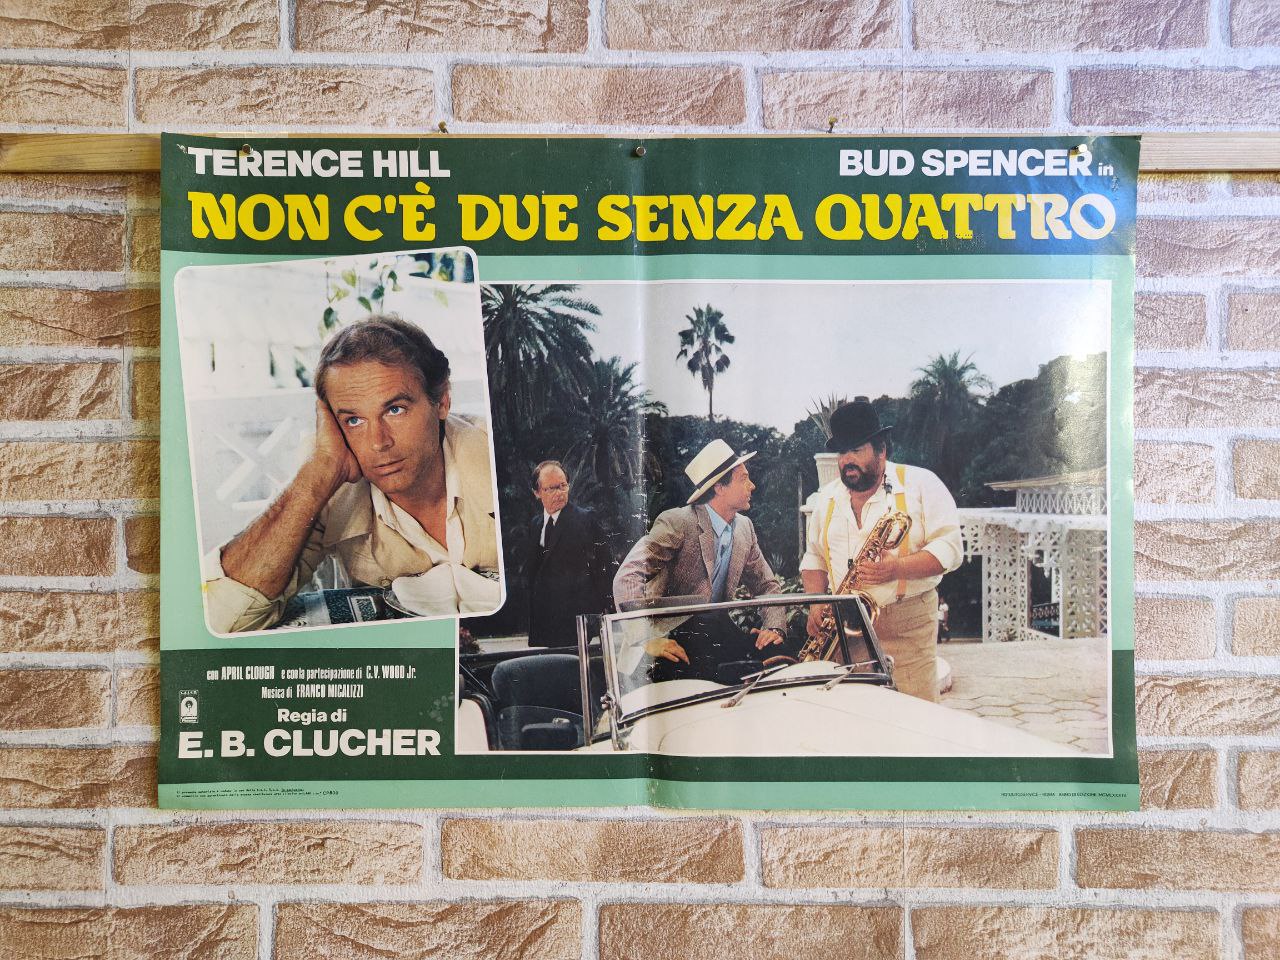 TERENCE HILL
BUD SPENCER in
NON C'È DUE SENZA QUATTRO
con APRIL CLOUGH e con la partecipazione di C.V. WOOD Jr.
Musica di FRANCO MICALIZZI
Regia di
E. B. CLUCHER